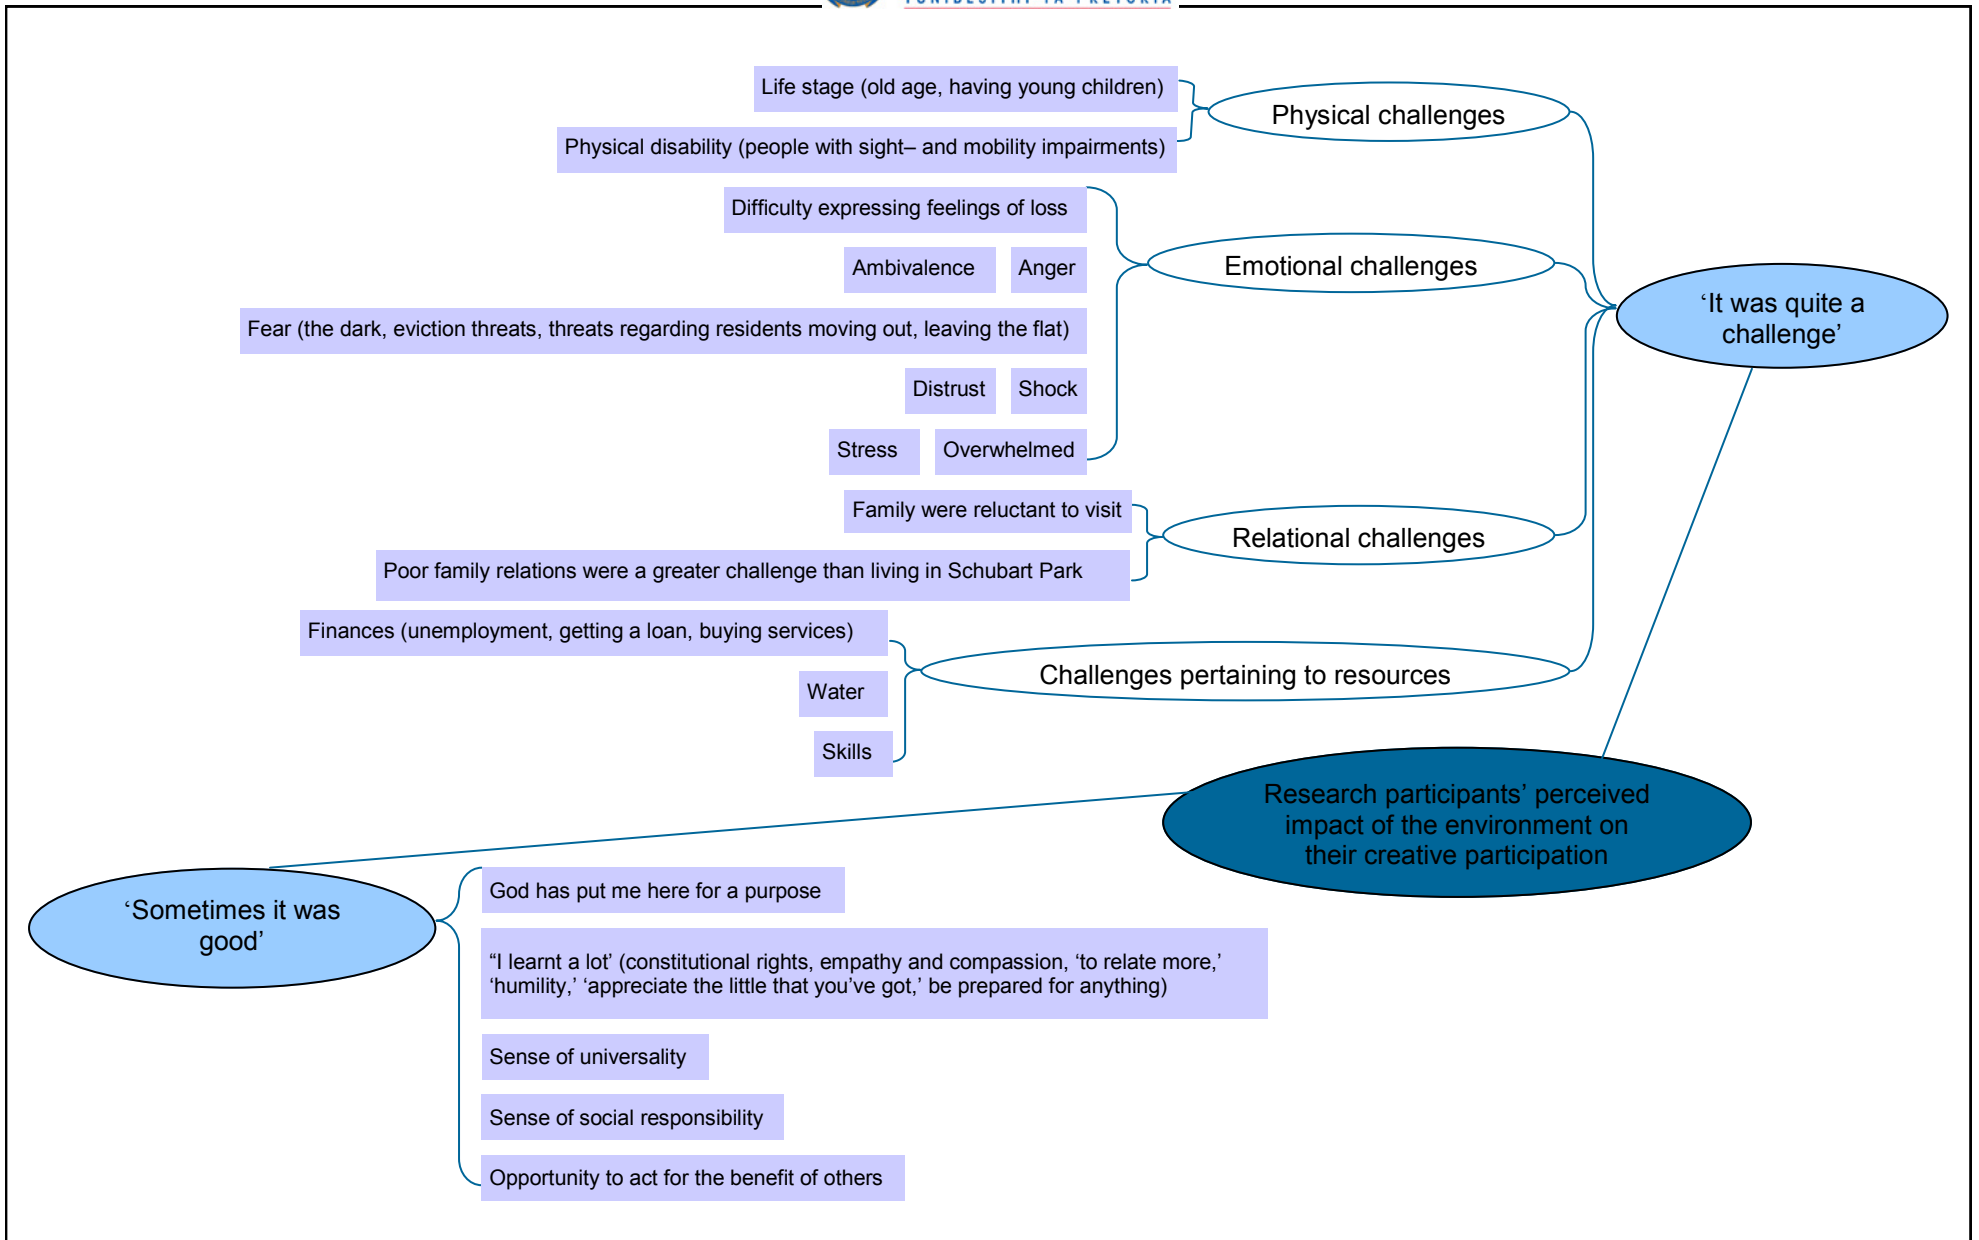 YUNIBESITHI YA PRETORIA
Life stage (old age, having young children)
Physical challenges
Physical disability (people with sight– and mobility impairments)
Difficulty expressing feelings of loss
Ambivalence
Anger
Emotional challenges
Fear (the dark, eviction threats, threats regarding residents moving out, leaving the flat)
‘It was quite a
challenge’
Distrust
Shock
Stress
Overwhelmed
Family were reluctant to visit
Relational challenges
Poor family relations were a greater challenge than living in Schubart Park
Finances (unemployment, getting a loan, buying services)
Challenges pertaining to resources
Water
Skills
Research participants’ perceived
impact of the environment on
their creative participation
‘Sometimes it was
good’
God has put me here for a purpose
“I learnt a lot’ (constitutional rights, empathy and compassion, ‘to relate more,’
‘humility,’ ‘appreciate the little that you’ve got,’ be prepared for anything)
Sense of universality
Sense of social responsibility
Opportunity to act for the benefit of others